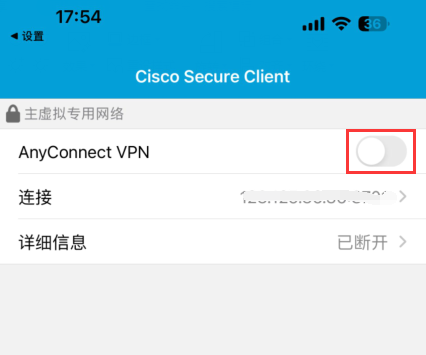 17:54
36
设置
Cisco Secure Client
主虚拟专用网络
AnyConnect VPN
连接
详细信息 已断开